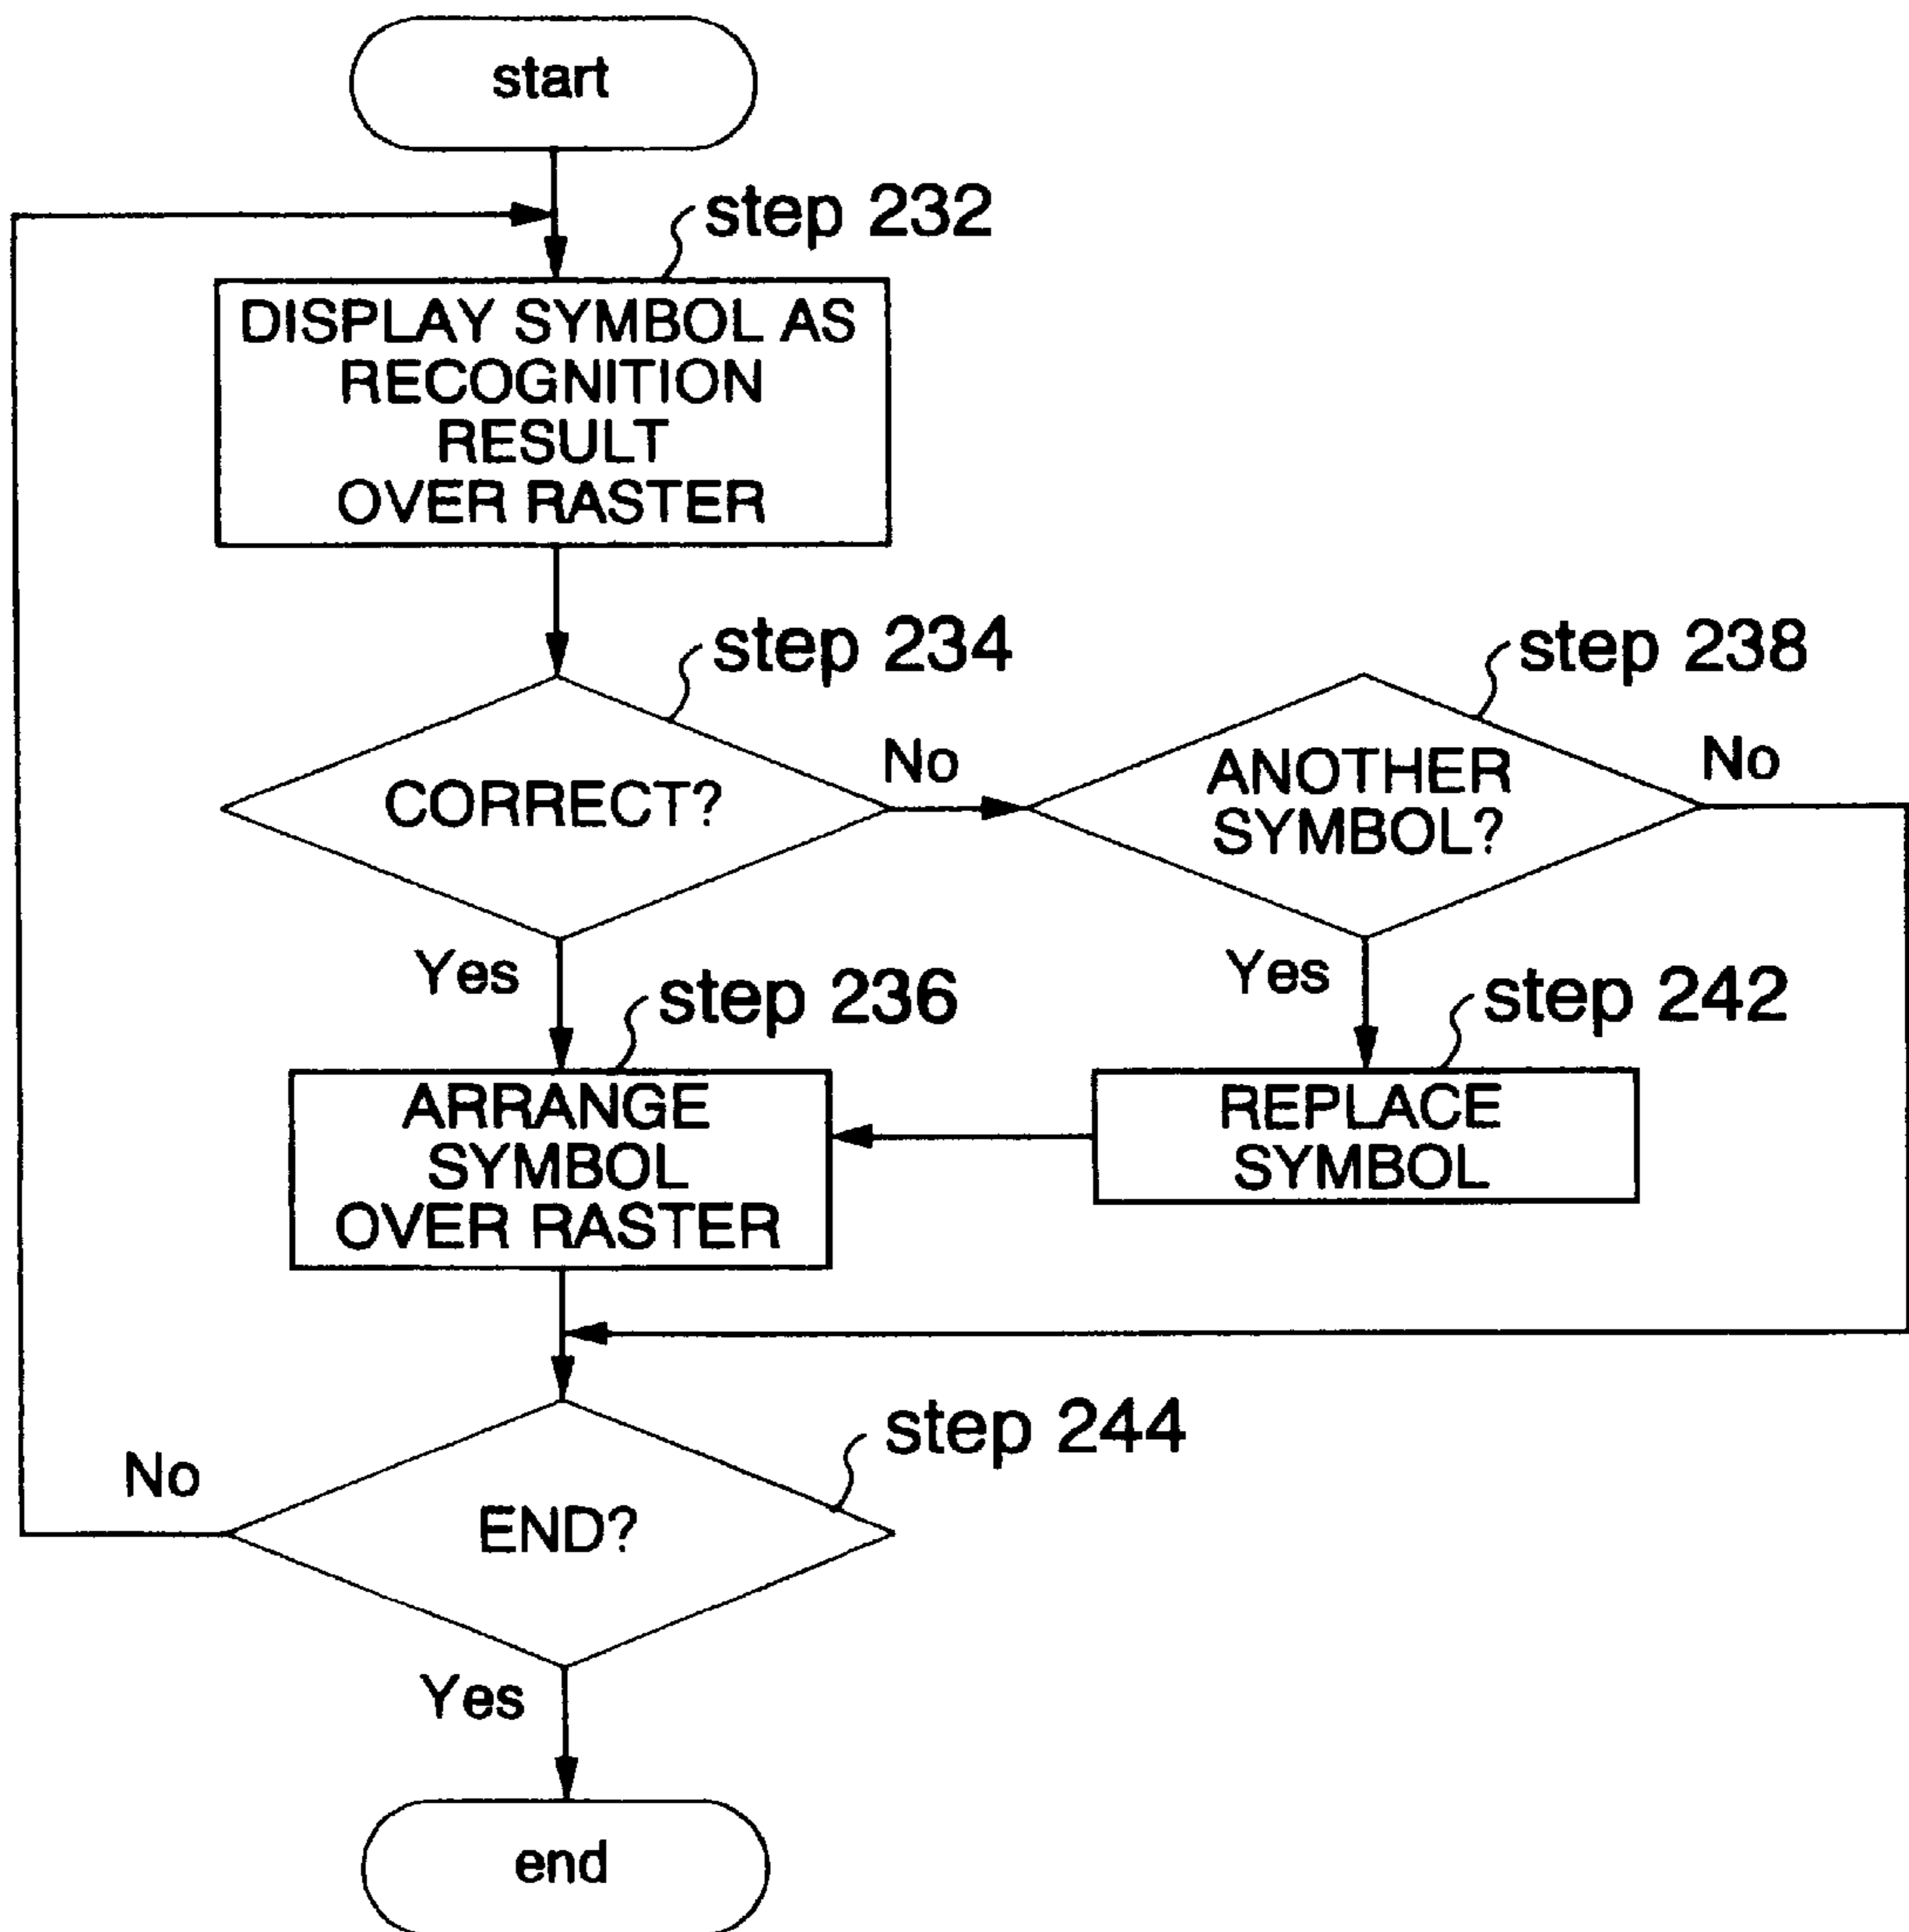 start
step 232
DISPLAY SYMBOL AS
RECOGNITION
RESULT
OVER RASTER
step 234
CORRECT?
No
step 238
ANOTHER
SYMBOL?
No
Yes
step 236
ARRANGE
SYMBOL
OVER RASTER
Yes
step 242
REPLACE
SYMBOL
step 244
END?
No
Yes
end